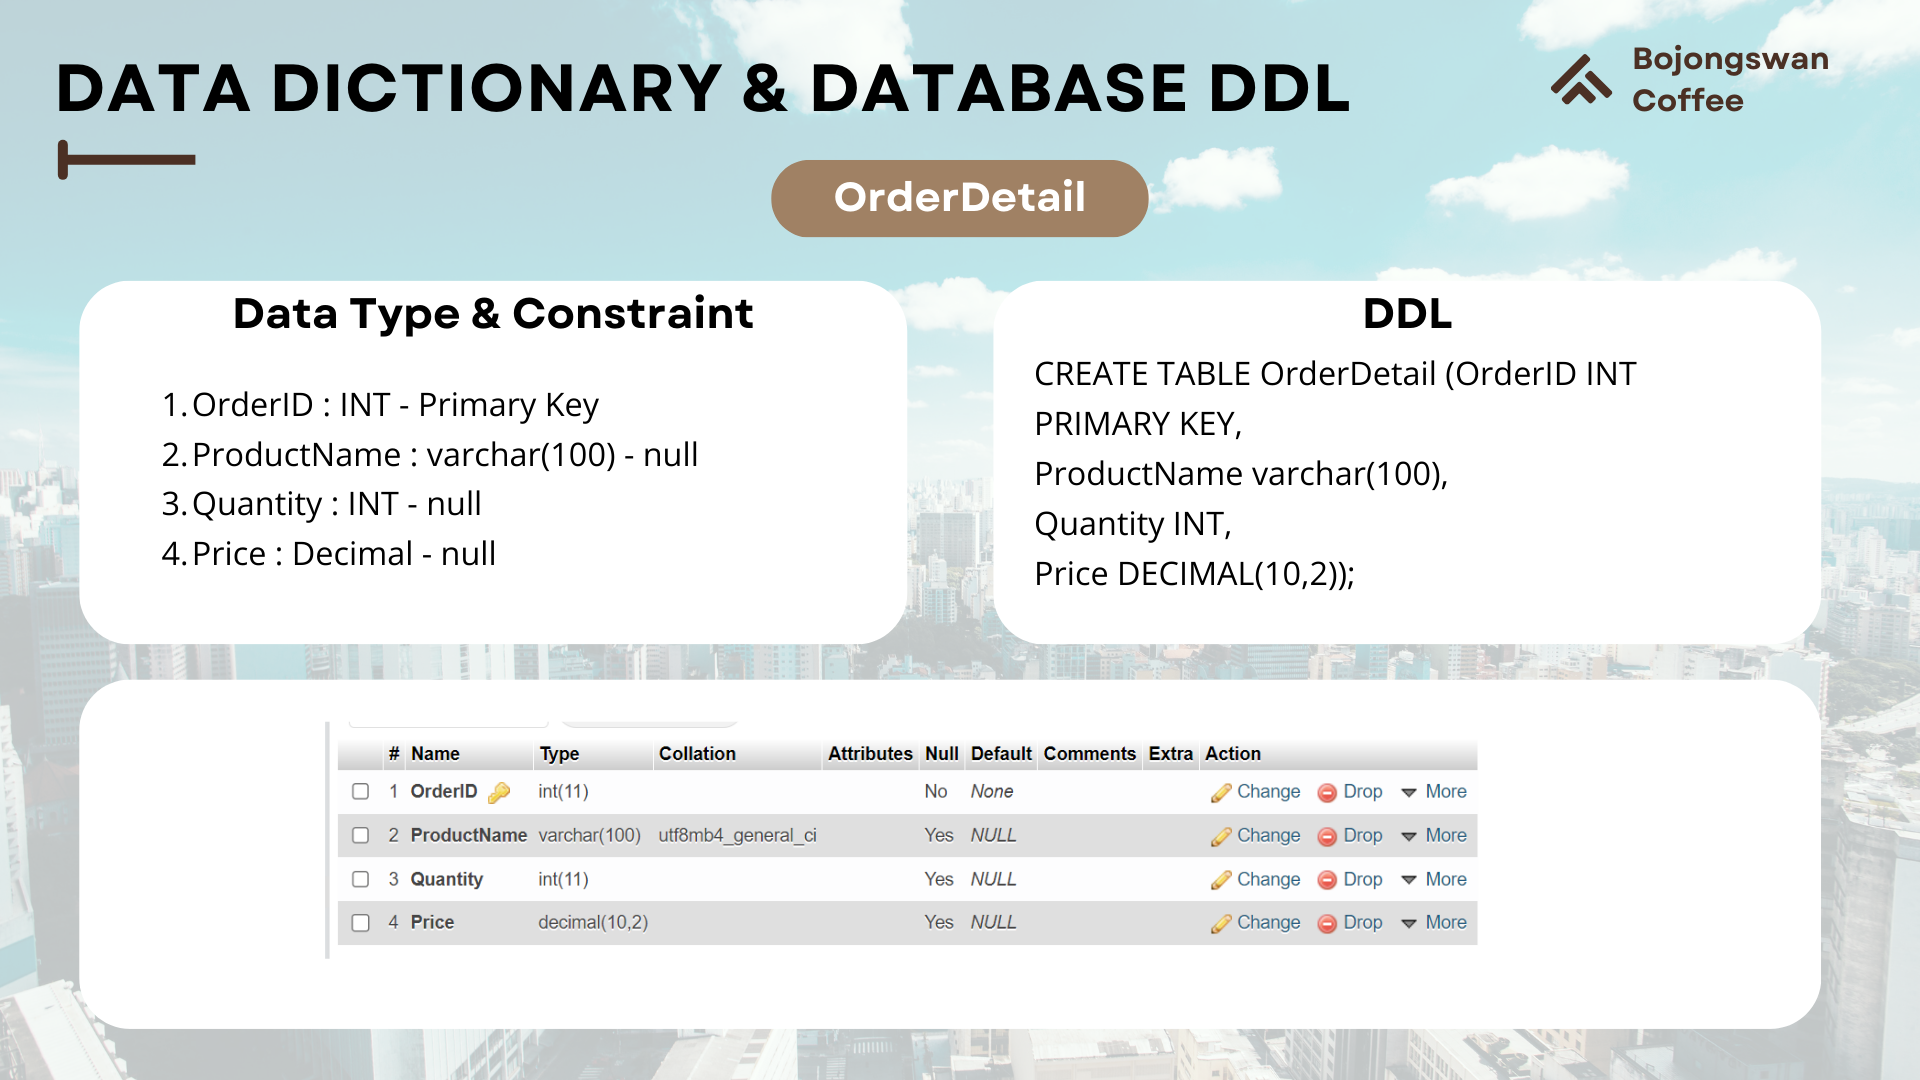 DATA DICTIONARY & DATABASE DDL
Bojongswan
Coffee
OrderDetail
Data Type & Constraint
1. OrderID : INT - Primary Key
2. ProductName : varchar(100) - null
3. Quantity : INT - null
4. Price : Decimal - null
DDL
CREATE TABLE OrderDetail (OrderID INT
PRIMARY KEY,
ProductName varchar(100),
Quantity INT,
Price DECIMAL(10,2));
# Name Type Collation Attributes Null Default Comments Extra Action
1 OrderID int(11) No None Change Drop More
2 ProductName varchar(100) utf8mb4_general_ci Yes NULL Change Drop More
3 Quantity int(11) Yes NULL Change Drop More
4 Price decimal(10,2) Yes NULL Change Drop More